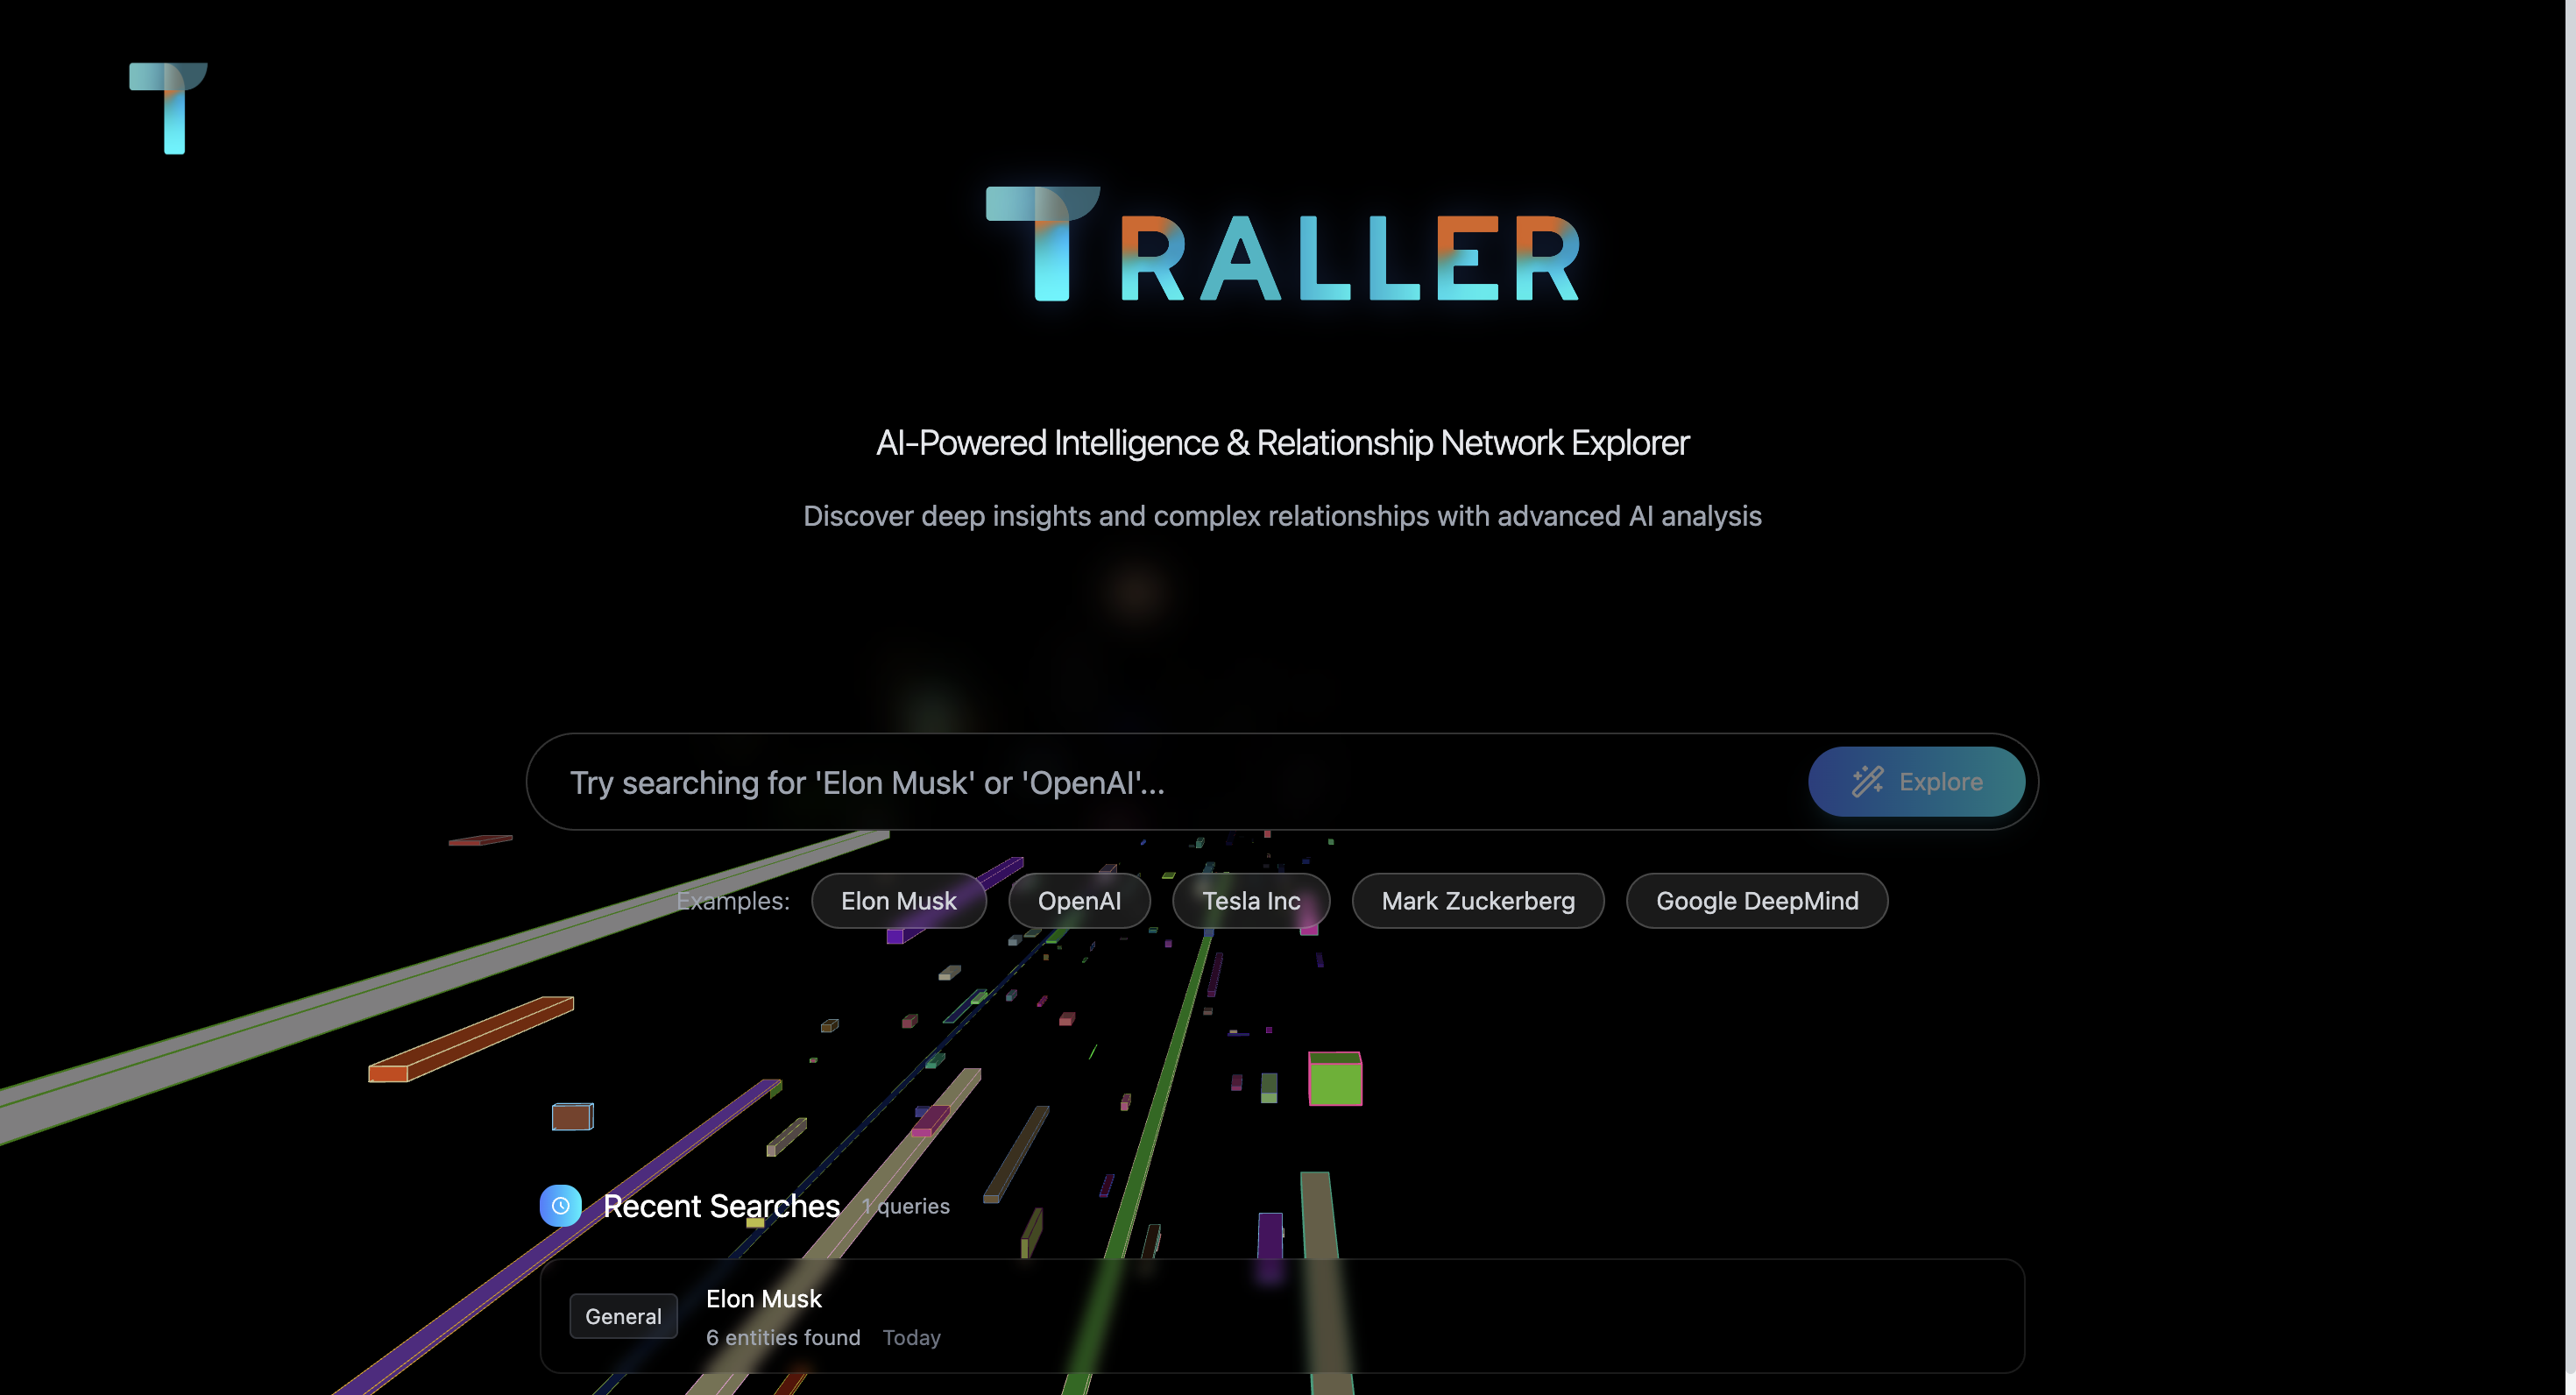 T
TRALLER
AI-Powered Intelligence & Relationship Network Explorer
Discover deep insights and complex relationships with advanced AI analysis
Try searching for 'Elon Musk' or 'OpenAI'...
Explore
Examples:
Elon Musk
OpenAI
Tesla Inc
Mark Zuckerberg
Google DeepMind
Recent Searches
1 queries
General
Elon Musk
6 entities found
Today